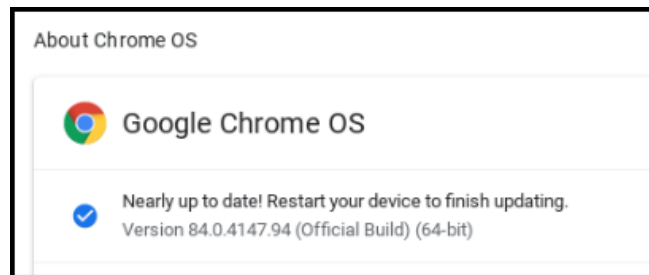 About Chrome OS
Google Chrome OS
Nearly up to date! Restart your device to finish updating.
Version 84.0.4147.94 (Official Build) (64-bit)